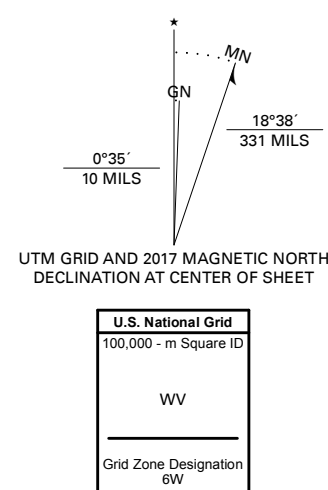 ★
MN
GN
18°38´
331 MILS
0°35´
10 MILS
UTM GRID AND 2017 MAGNETIC NORTH
DECLINATION AT CENTER OF SHEET
U.S. National Grid
100,000 - m Square ID
WV
Grid Zone Designation
6W